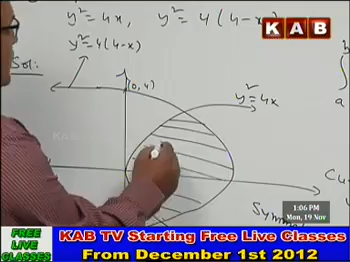 y² = 4x, y² = 4(4-x)
KAB
Sol:
y² = 4(4-x)
(0, 4)
y² = 4x
a
Symm
1:06 PM
Mon, 19 Nov
FREE LIVE CLASSES
KAB TV Starting Free Live Classes
From December 1st 2012